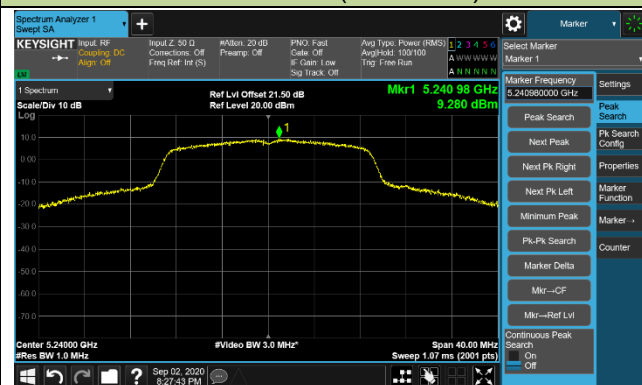 Spectrum Analyzer 1
Swept SA
Marker
KEYSIGHT
Input: RF
Coupling: DC
Align: Off
Input Z: 50 Ω
Corrections: Off
Freq Ref: Int (S)
#Atten: 20 dB
Preamp: Off
PNO: Fast
Gate: Off
IF Gain: Low
Sig Track: Off
Avg Type: Power (RMS)
Avg|Hold: 100/100
Trig: Free Run
1 2 3 4 5 6
A W W W W W
A N N N N N
Select Marker
Marker 1
Marker Frequency
5.240980000 GHz
Settings
Peak Search
Peak
Search
Next Peak
Pk Search
Config
Next Pk Right
Properties
Next Pk Left
Marker
Function
Minimum Peak
Marker→
Pk-Pk Search
Counter
Marker Delta
Mkr→CF
Mkr→Ref Lvl
Continuous Peak
Search
On
Off
1 Spectrum
Scale/Div 10 dB
Log
Ref Lvl Offset 21.50 dB
Ref Level 20.00 dBm
Mkr1 5.240 98 GHz
9.280 dBm
1
10.0
0.00
-10.0
-20.0
-30.0
-40.0
-50.0
-60.0
-70.0
Center 5.24000 GHz
#Res BW 1.0 MHz
#Video BW 3.0 MHz*
Span 40.00 MHz
Sweep 1.07 ms (2001 pts)
?
Sep 02, 2020
8:27:43 PM